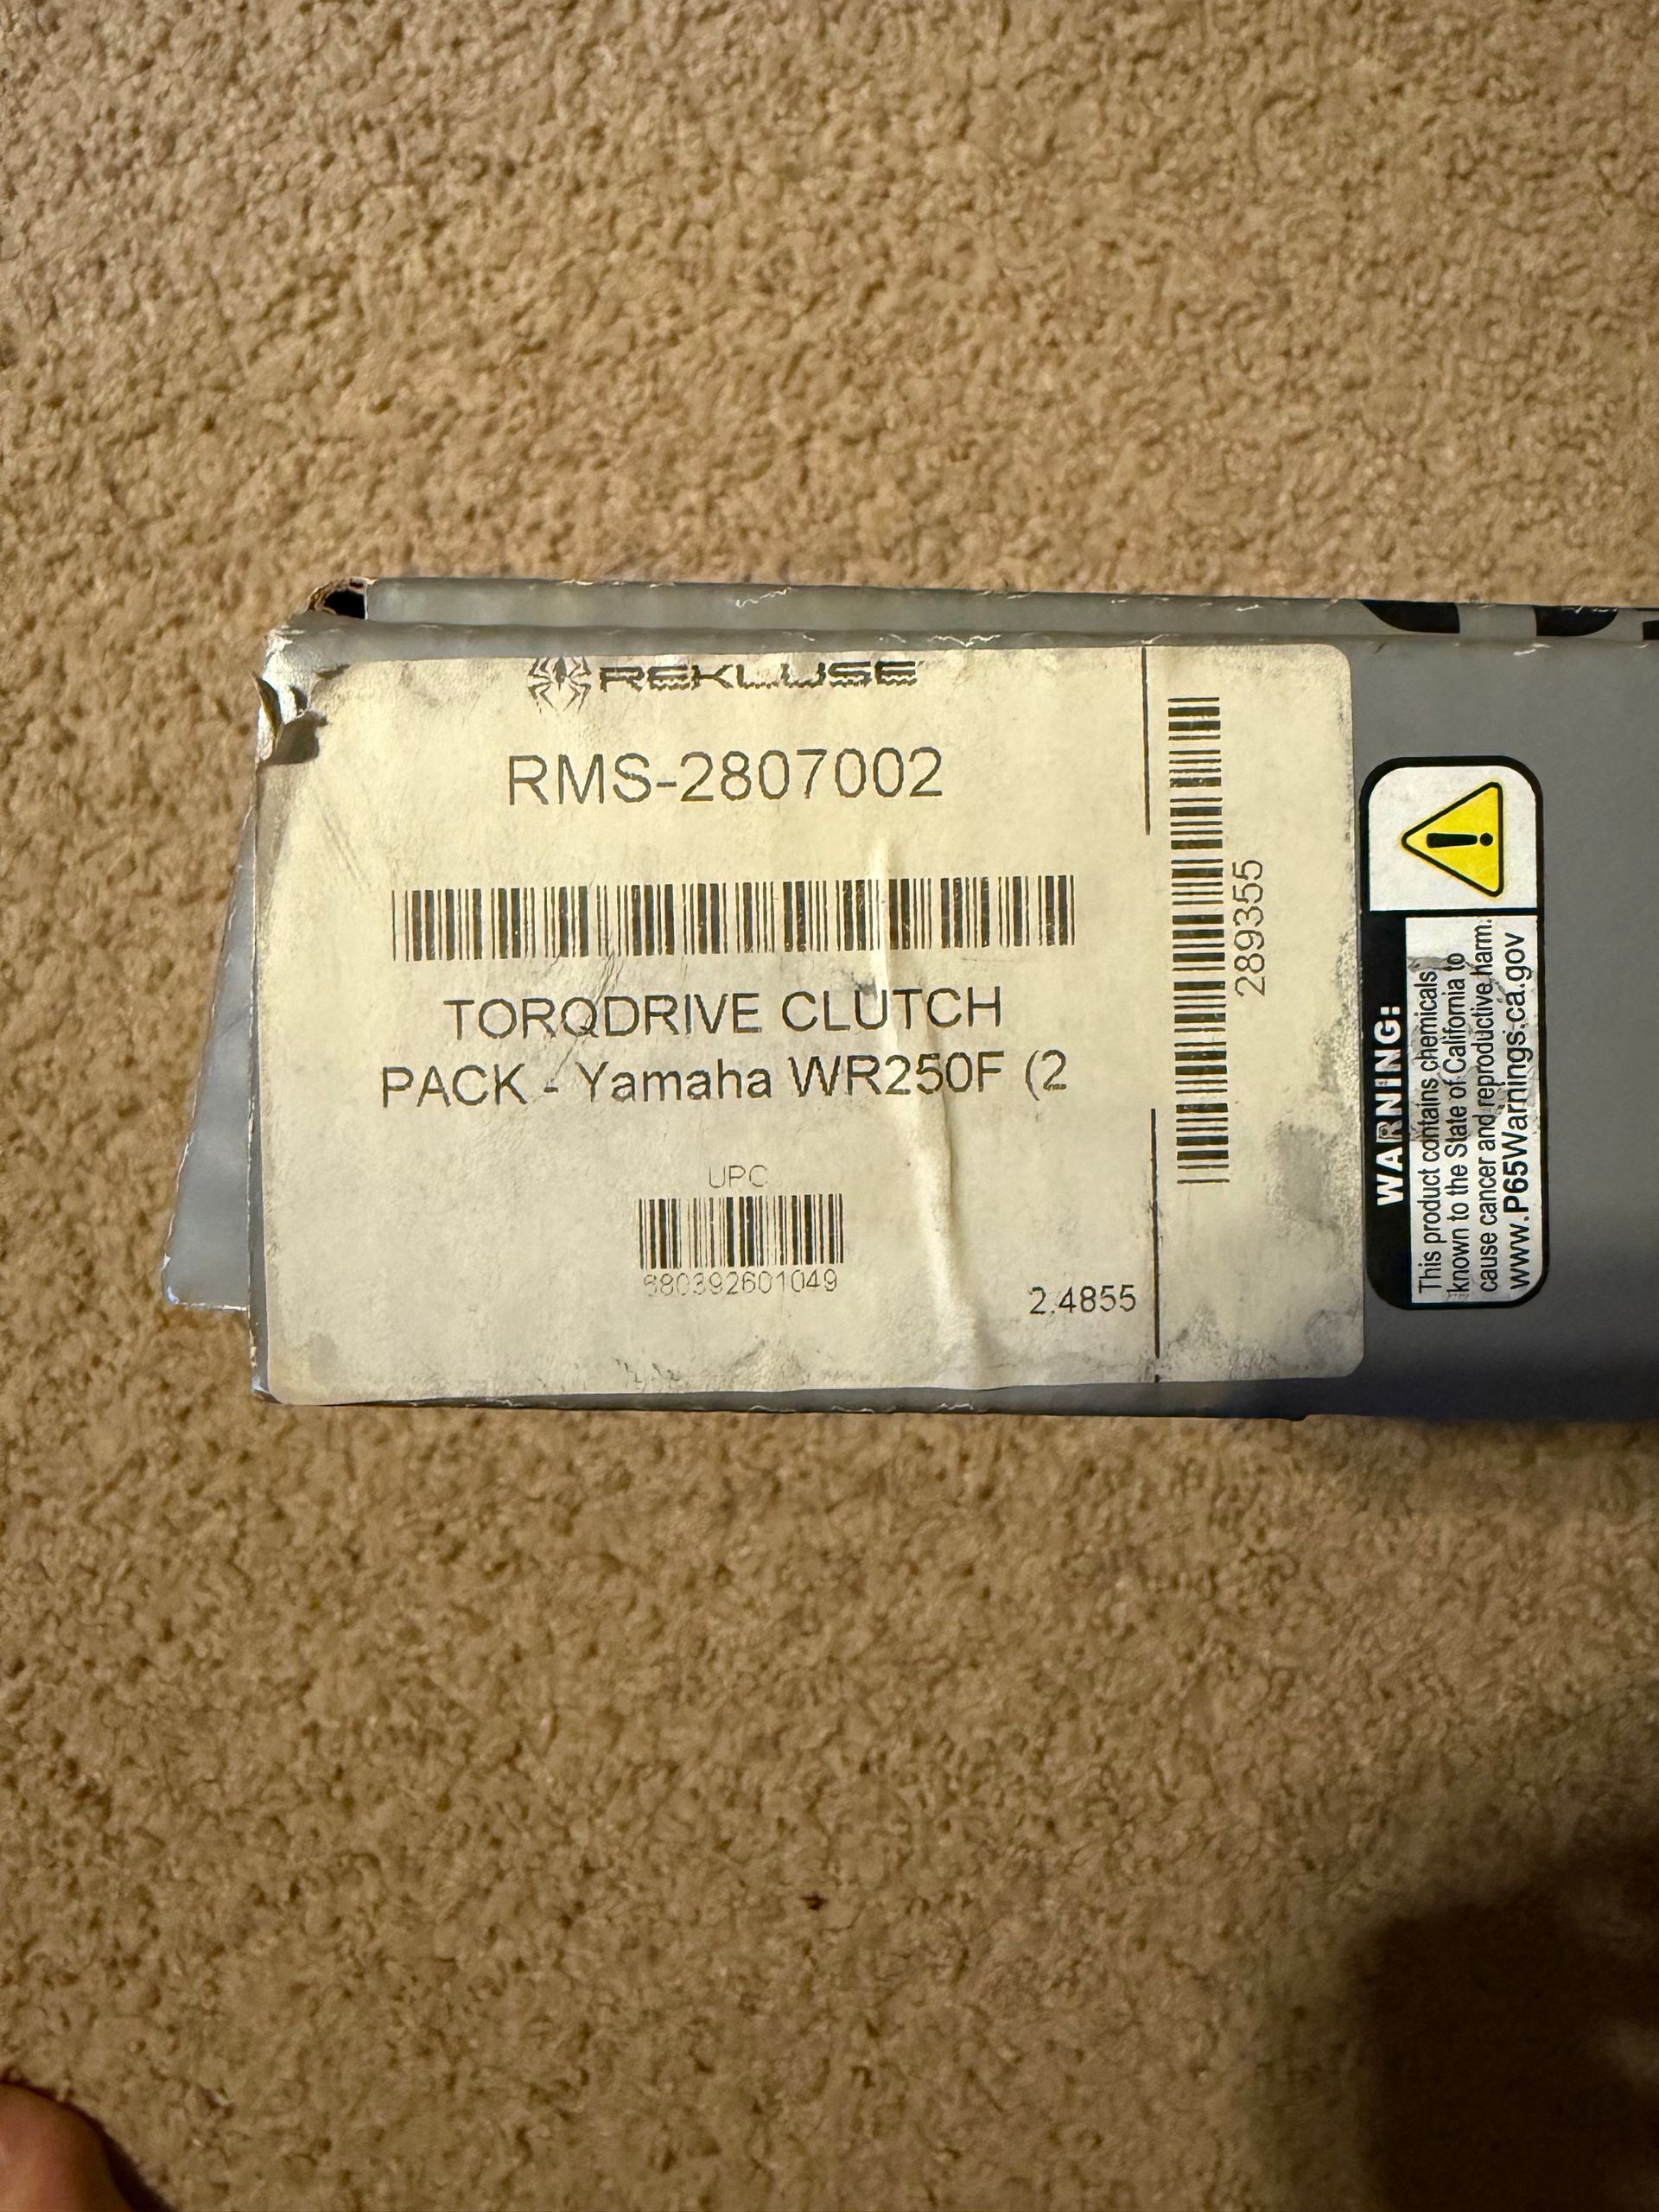 REKLUSE
RMS-2807002
TORQDRIVE CLUTCH
PACK - Yamaha WR250F (2
UPC
680392601049
2.4855
289355
WARNING:
This product contains chemicals
known to the State of California to
cause cancer and reproductive harm.
www.P65Warnings.ca.gov